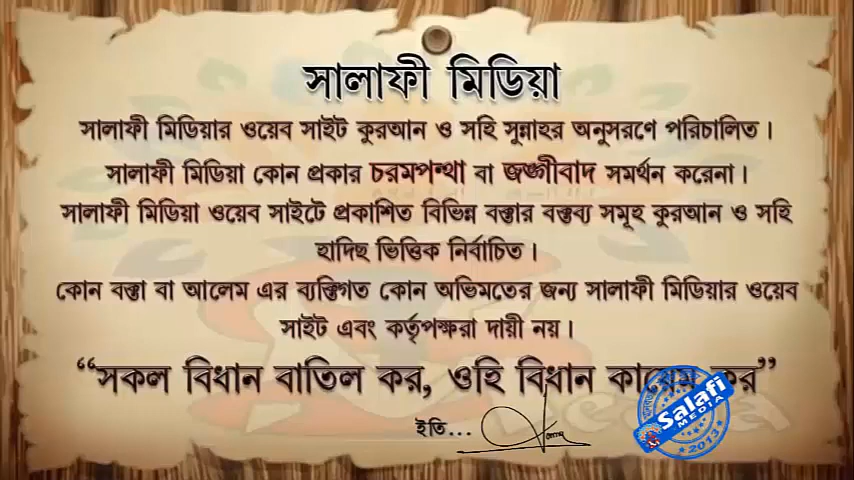 সালাফী মিডিয়া
সালাফী মিডিয়ার ওয়েব সাইট কুরআন ও সহি সুন্নাহর অনুসরণে পরিচালিত।
সালাফী মিডিয়া কোন প্রকার চরমপন্থা বা জঙ্গীবাদ সমর্থন করেনা।
সালাফী মিডিয়া ওয়েব সাইটে প্রকাশিত বিভিন্ন বক্তার বক্তব্য সমূহ কুরআন ও সহি
হাদিছ ভিত্তিক নির্বাচিত।
কোন বক্তা বা আলেম এর ব্যক্তিগত কোন অভিমতের জন্য সালাফী মিডিয়ার ওয়েব
সাইট এবং কর্তৃপক্ষরা দায়ী নয়।
“সকল বিধান বাতিল কর, ওহি বিধান কায়েম কর”
ইতি...
Salafi
MEDIA
2013